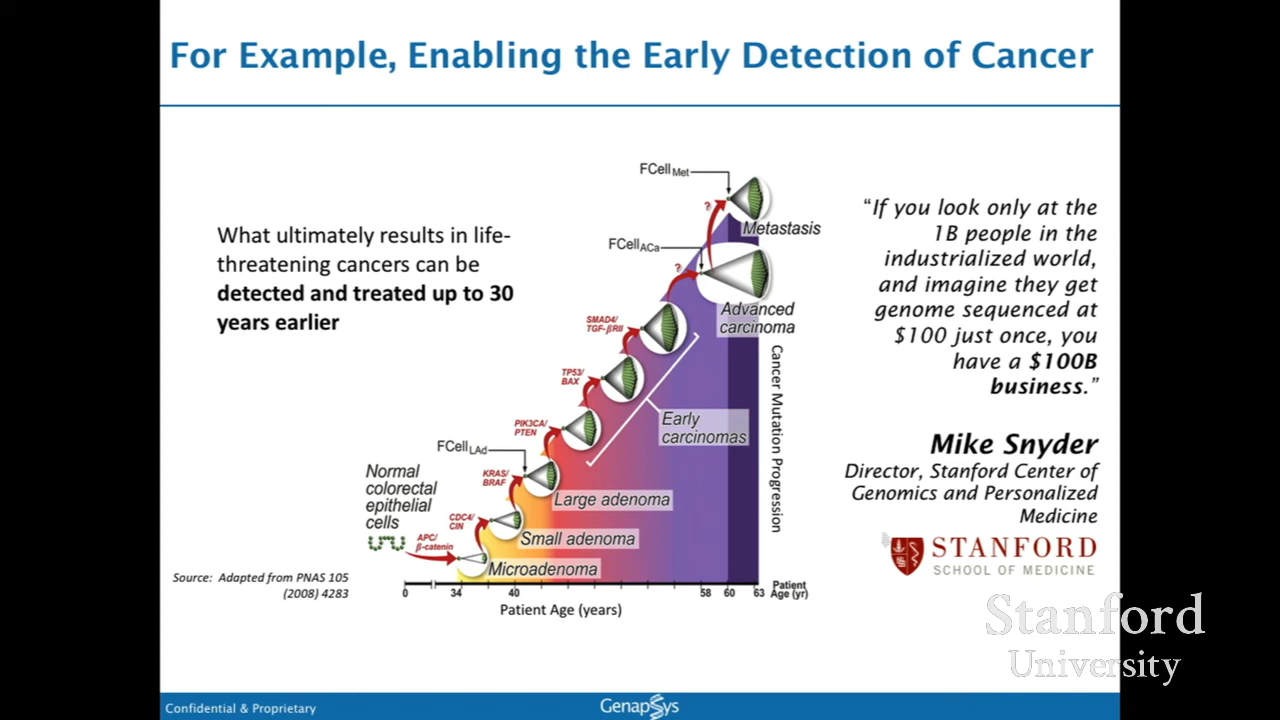 For Example, Enabling the Early Detection of Cancer
What ultimately results in life-
threatening cancers can be
detected and treated up to 30
years earlier
FCell Met
Metastasis
FCell ACa
?
?
Advanced
carcinoma
SMAD4/
TGF-βRII
TP53/
BAX
PIK3CA/
PTEN
Early
carcinomas
Cancer Mutation Progression
FCell LAd
KRAS/
BRAF
Large adenoma
Normal
colorectal
epithelial
cells
CDC4/
CIN
Small adenoma
APC/
β-catenin
Microadenoma
0 34 40 58 60 63
Patient
Age (yr)
Patient Age (years)
Source: Adapted from PNAS 105
(2008) 4283
“If you look only at the
1B people in the
industrialized world,
and imagine they get
genome sequenced at
$100 just once, you
have a $100B
business.”
Mike Snyder
Director, Stanford Center of
Genomics and Personalized
Medicine
STANFORD
SCHOOL OF MEDICINE
Stanford
University
Confidential & Proprietary
GenapSys